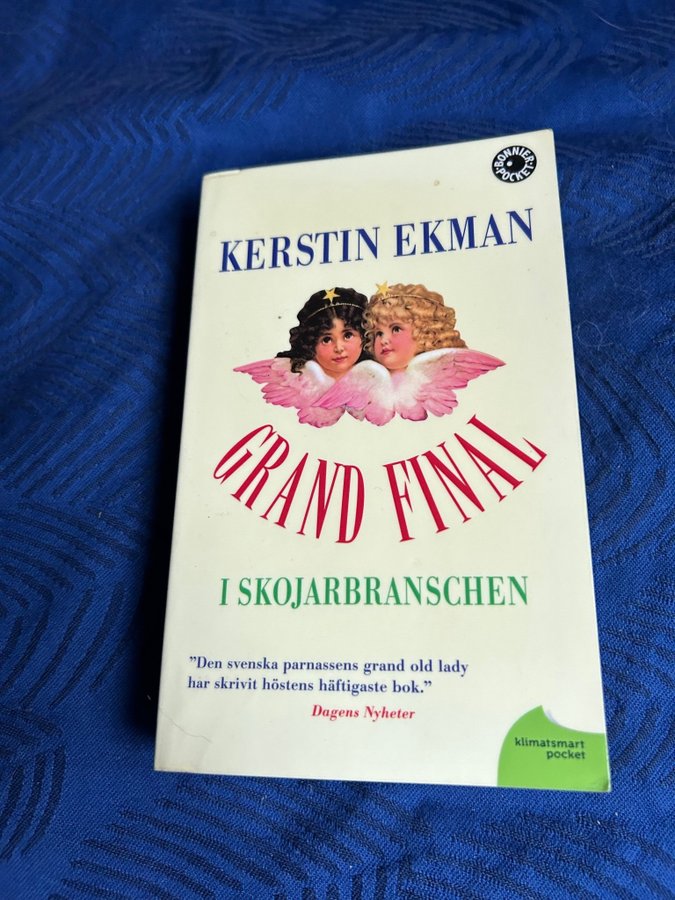 BONNIER
POCKET
KERSTIN EKMAN
GRAND FINAL
I SKOJARBRANSCHEN
”Den svenska parnassens grand old lady
har skrivit höstens häftigaste bok.”
Dagens Nyheter
klimatsmart
pocket